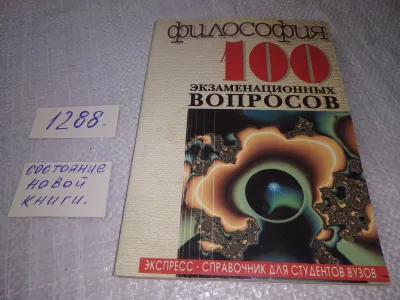 философия
100
ЭКЗАМЕНАЦИОННЫХ
ВОПРОСОВ
ЭКСПРЕСС - СПРАВОЧНИК ДЛЯ СТУДЕНТОВ ВУЗОВ
1288.
состояние
новой
книги.